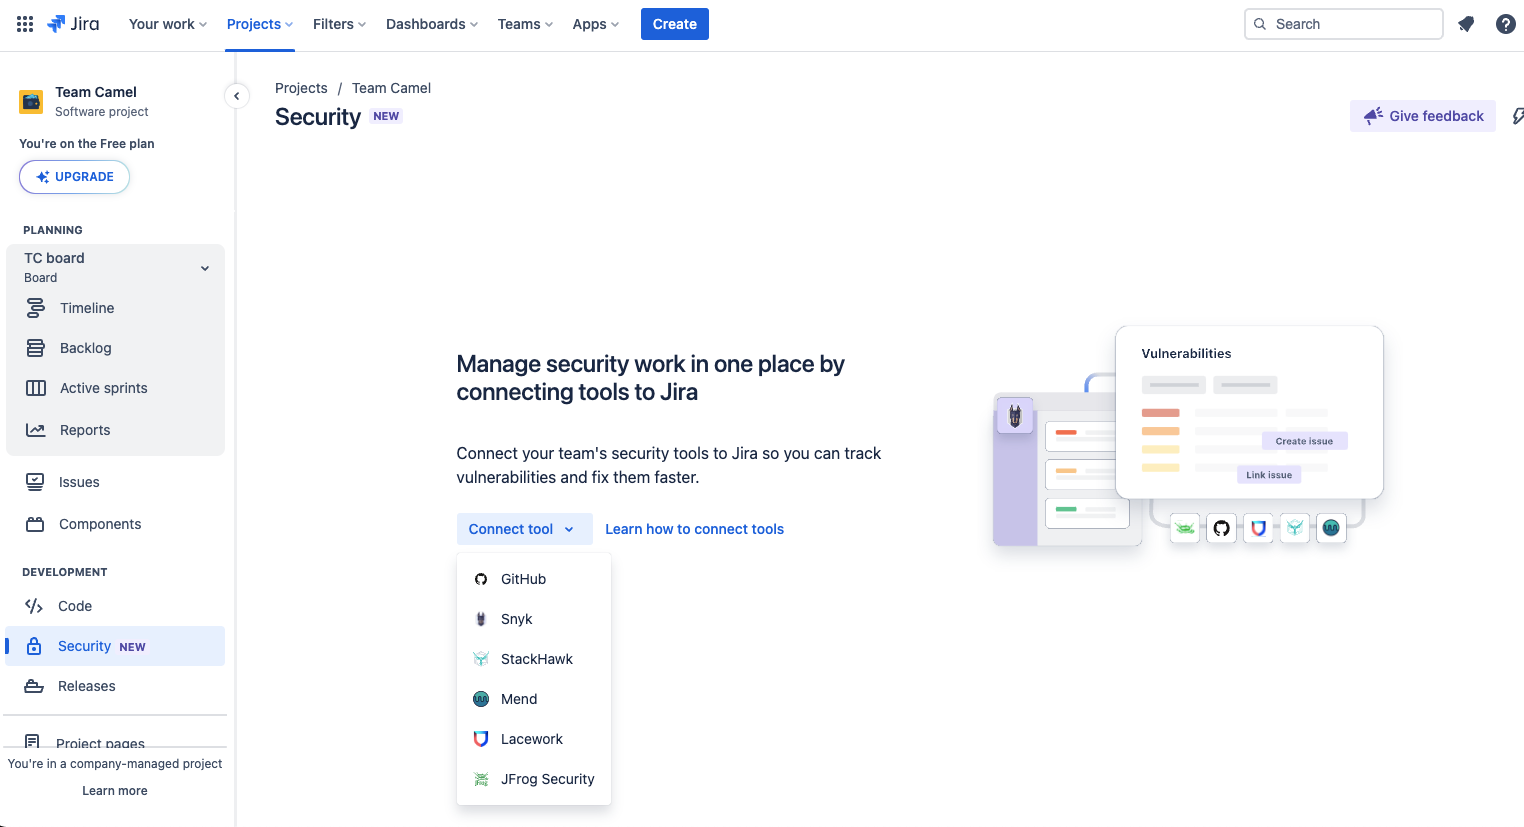 Jira
Your work
Projects
Filters
Dashboards
Teams
Apps
Create
Search
Team Camel
Software project
You're on the Free plan
UPGRADE
PLANNING
TC board
Board
Timeline
Backlog
Active sprints
Reports
Issues
Components
DEVELOPMENT
Code
Security NEW
Releases
Project pages
You're in a company-managed project
Learn more
Projects / Team Camel
Security NEW
Give feedback
Manage security work in one place by
connecting tools to Jira
Connect your team's security tools to Jira so you can track
vulnerabilities and fix them faster.
Connect tool
Learn how to connect tools
GitHub
Snyk
StackHawk
Mend
Lacework
JFrog Security
Vulnerabilities
Create issue
Link issue